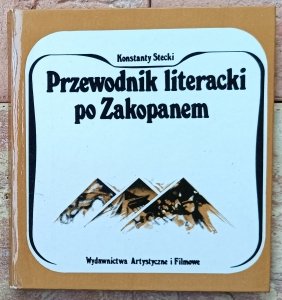 Konstanty Stecki
Przewodnik literacki
po Zakopanem
Wydawnictwa Artystyczne i Filmowe